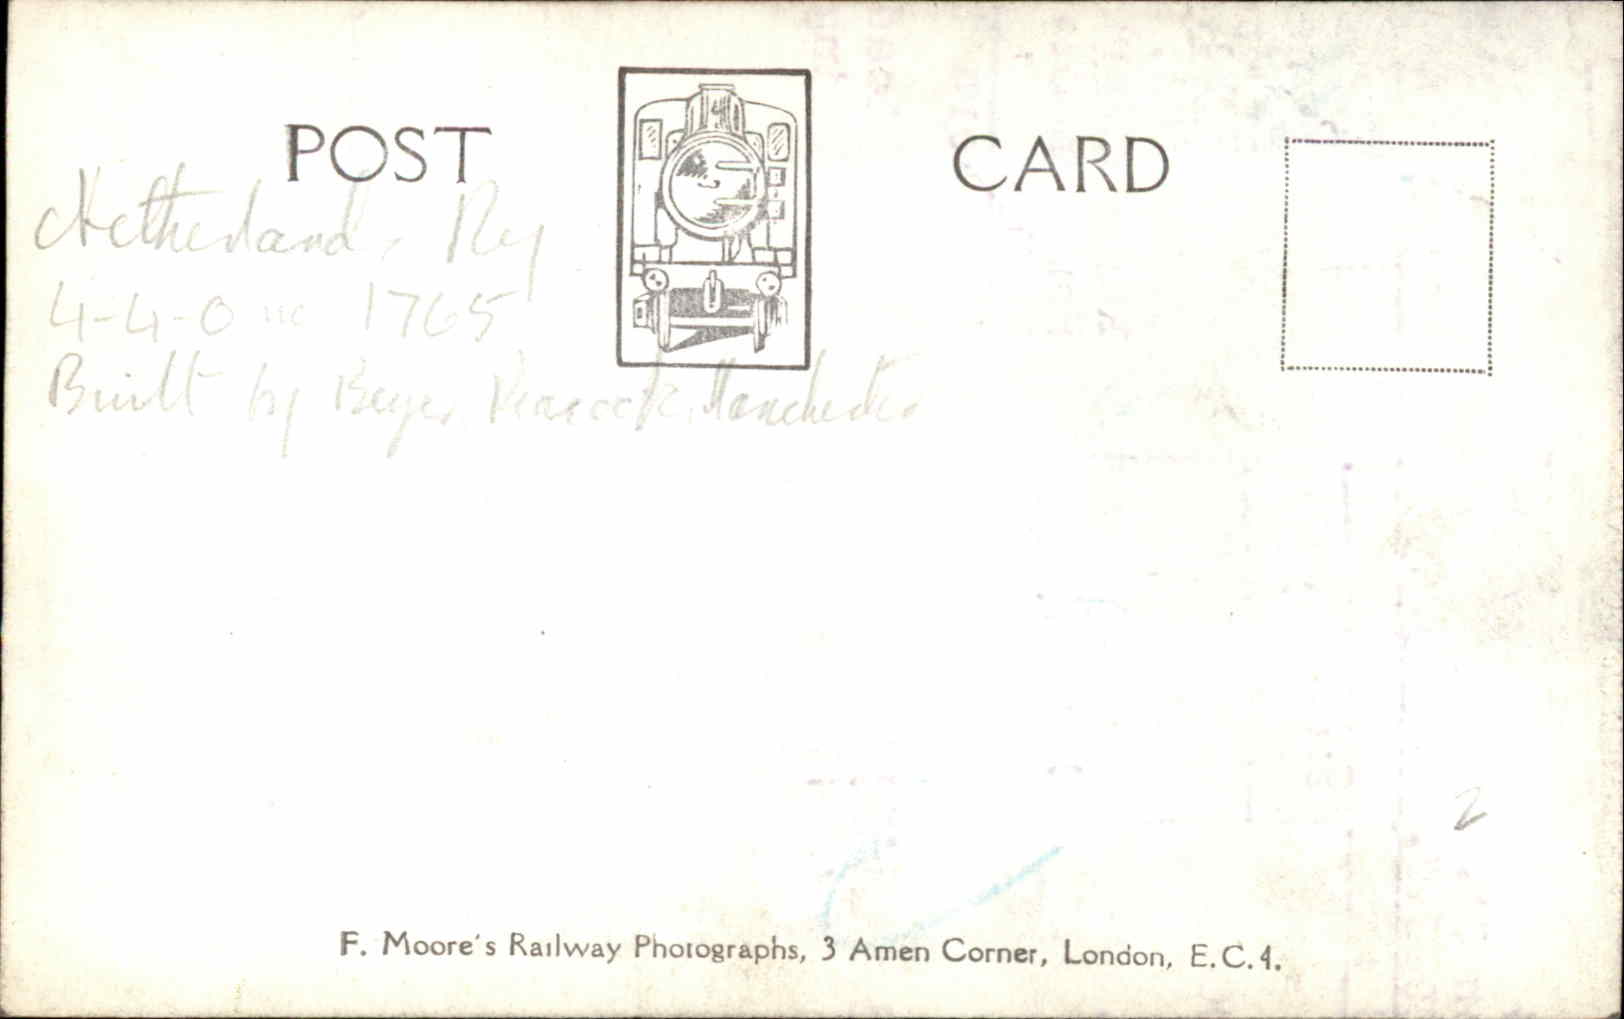 POST CARD
Netherland, Ry
4-4-0 no 1765
Built by Beyer Peacock, Manchester
2
F. Moore's Railway Photographs, 3 Amen Corner, London, E.C.4.